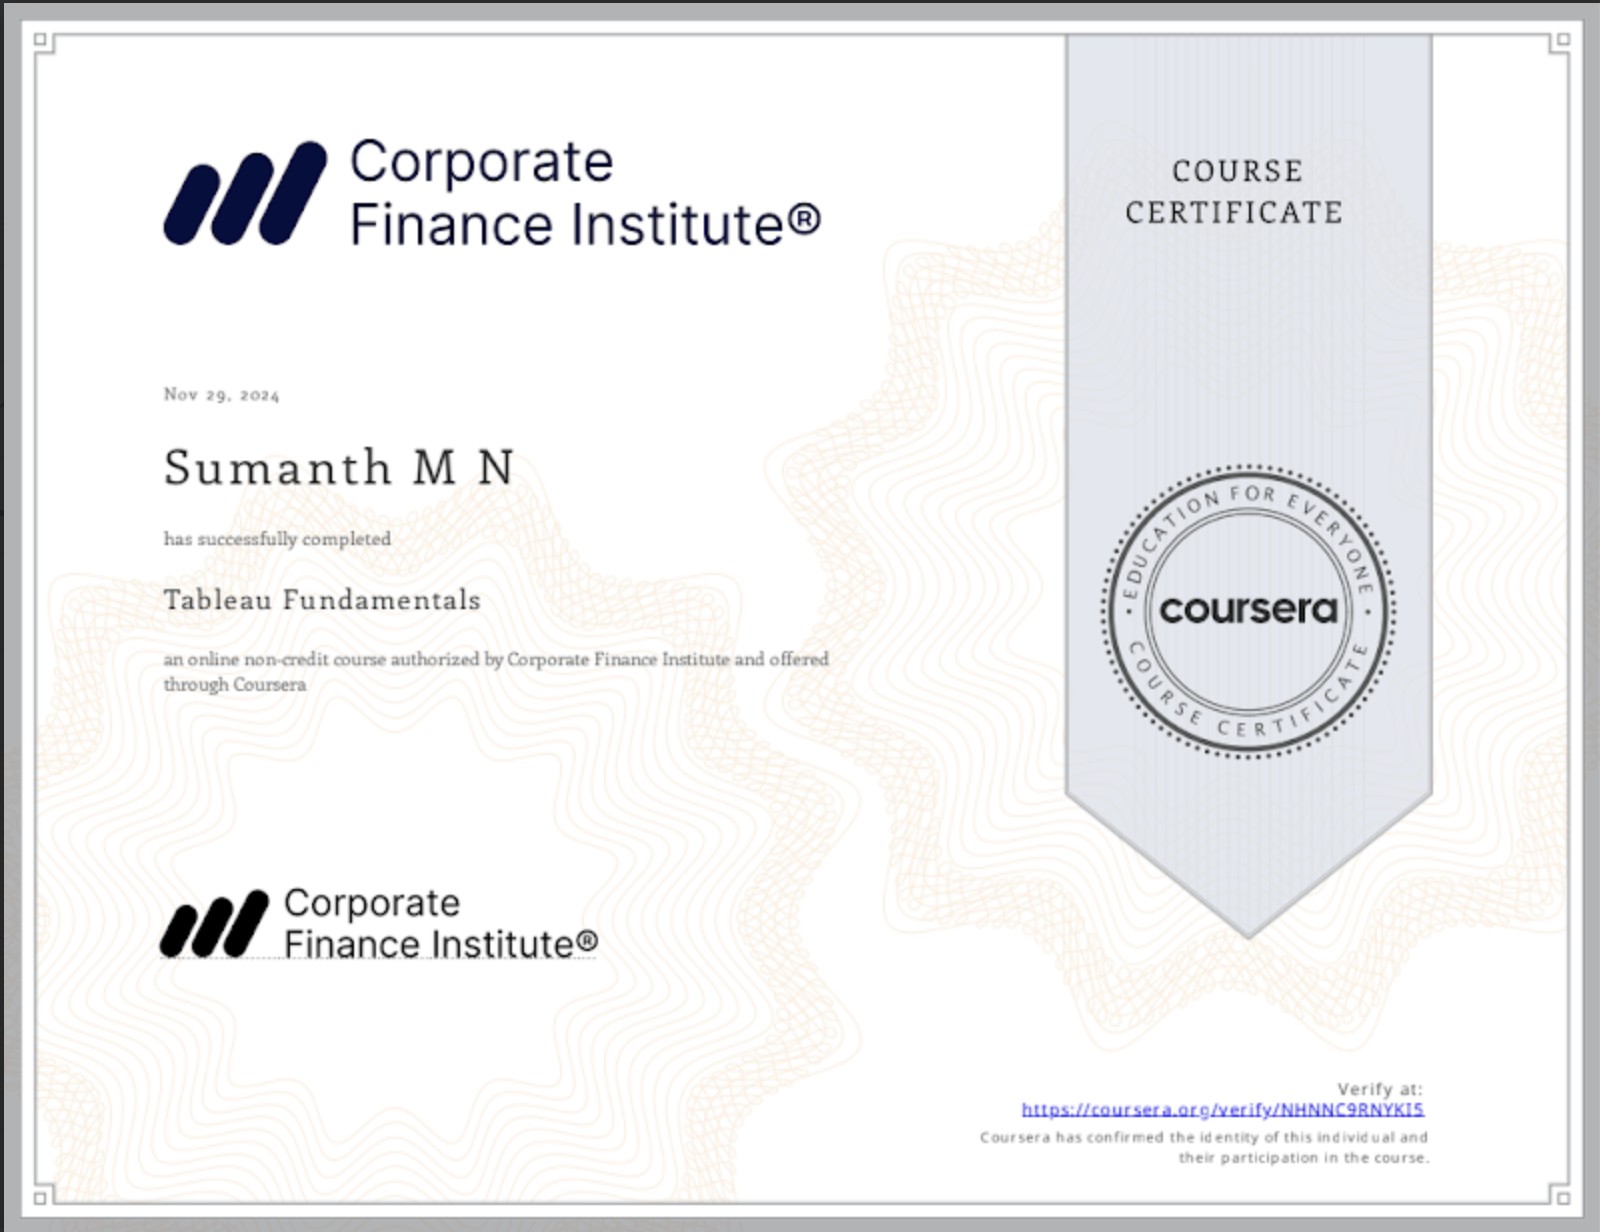 Corporate
Finance Institute®
COURSE
CERTIFICATE
Nov 29, 2024
Sumanth M N
has successfully completed
Tableau Fundamentals
an online non-credit course authorized by Corporate Finance Institute and offered
through Coursera
EDUCATION FOR EVERYONE
coursera
COURSE CERTIFICATE
Corporate
Finance Institute®
Verify at:
https://coursera.org/verify/NHNNC9RNYKI5
Coursera has confirmed the identity of this individual and
their participation in the course.